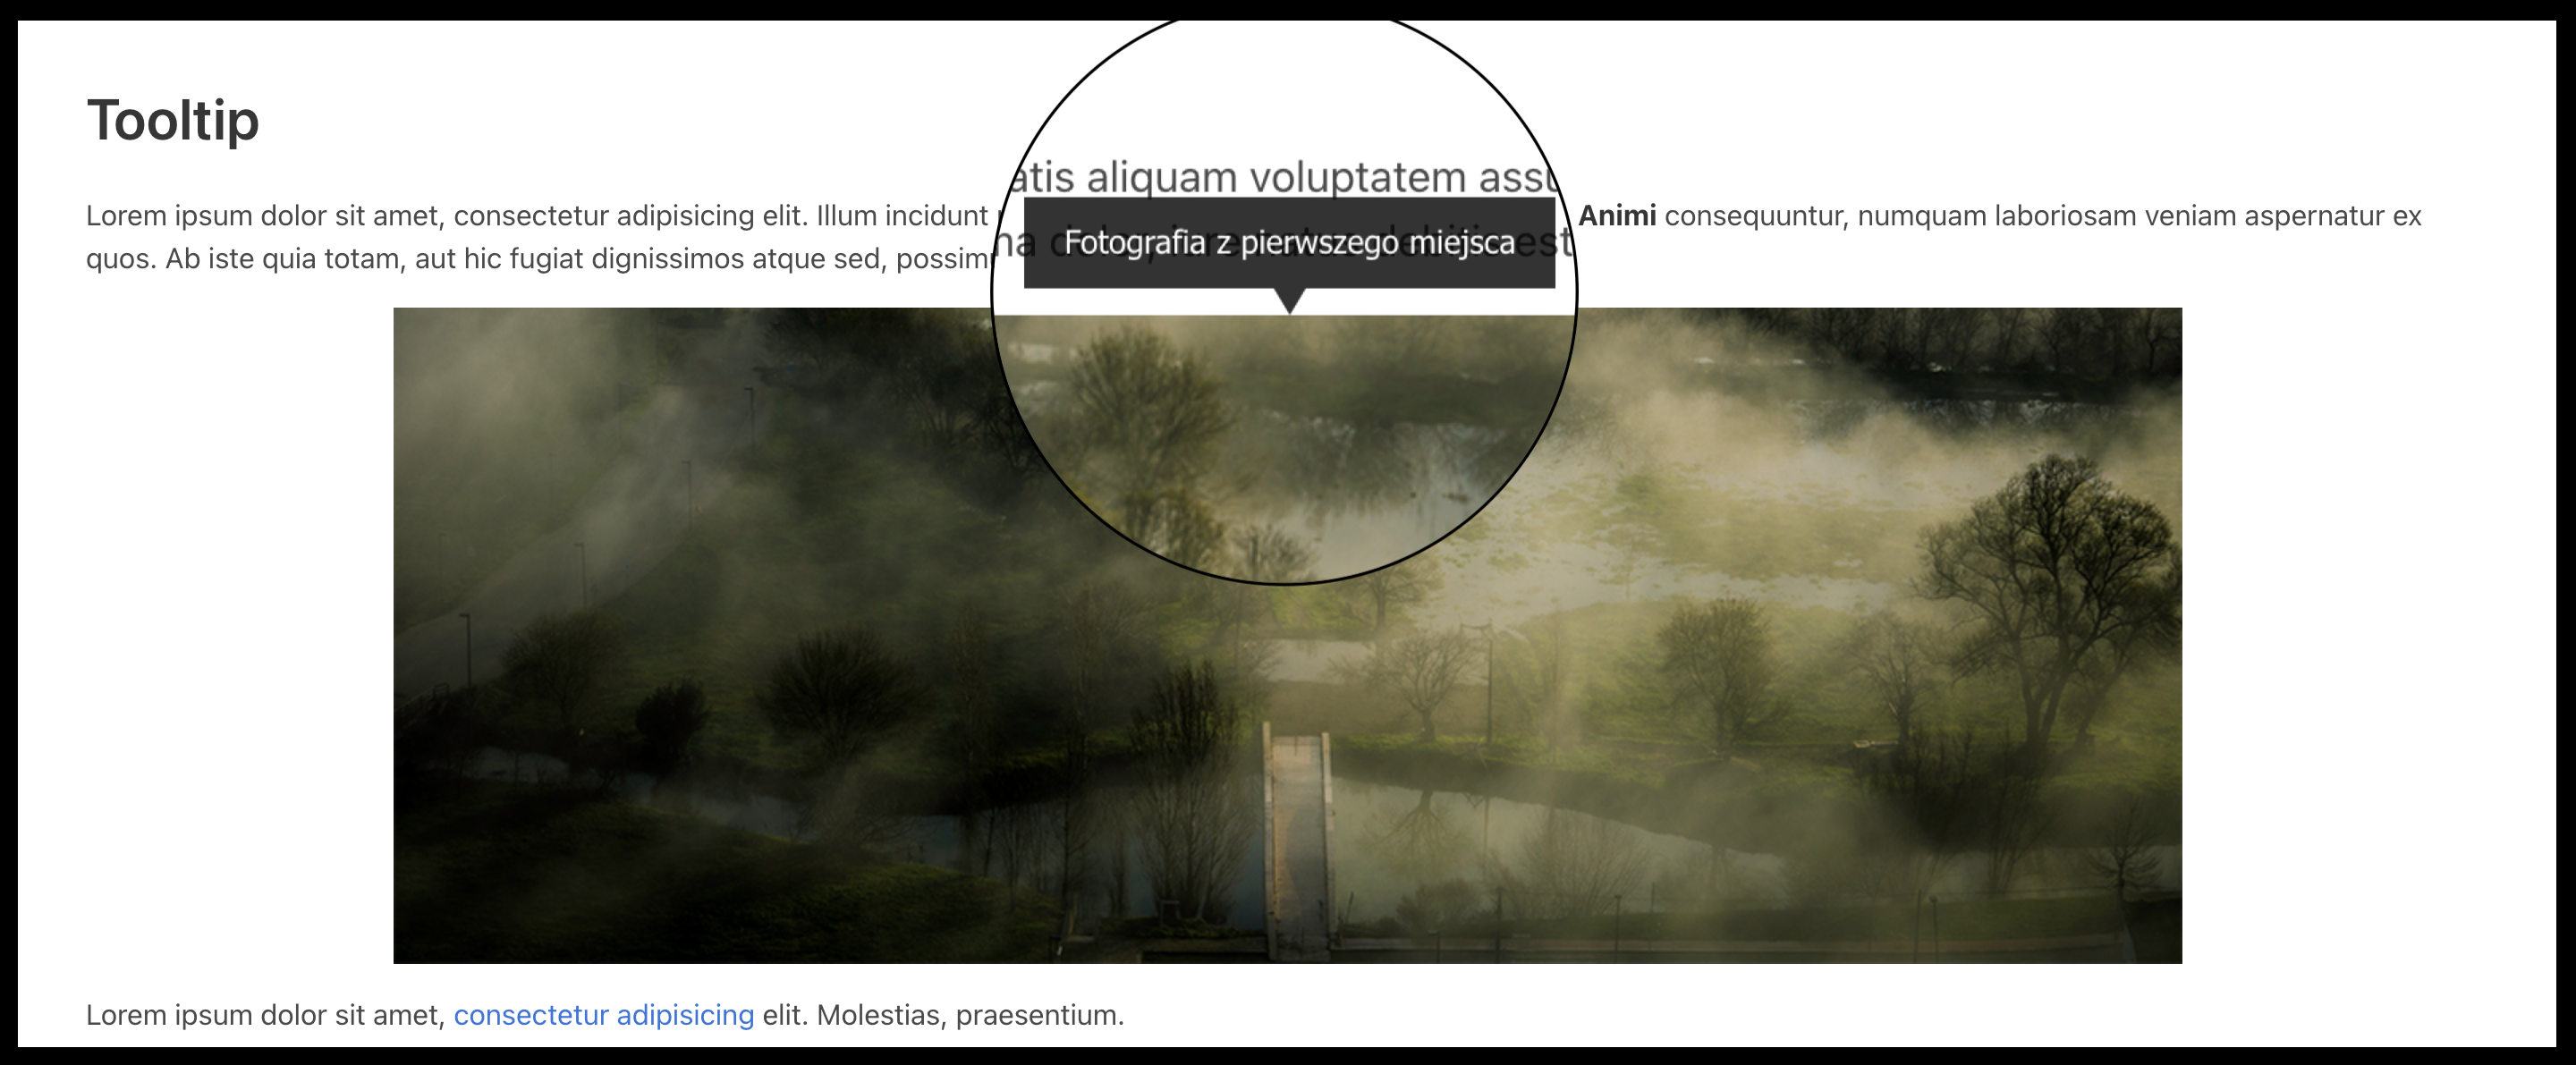 Tooltip
Lorem ipsum dolor sit amet, consectetur adipisicing elit. Illum incidunt
atis aliquam voluptatem
Animi consequuntur, numquam laboriosam veniam aspernatur ex
quos. Ab iste quia totam, aut hic fugiat dignissimos atque sed,
Fotografia z pierwszego miejsca
est
Lorem ipsum dolor sit amet, consectetur adipisicing elit. Molestias, praesentium.